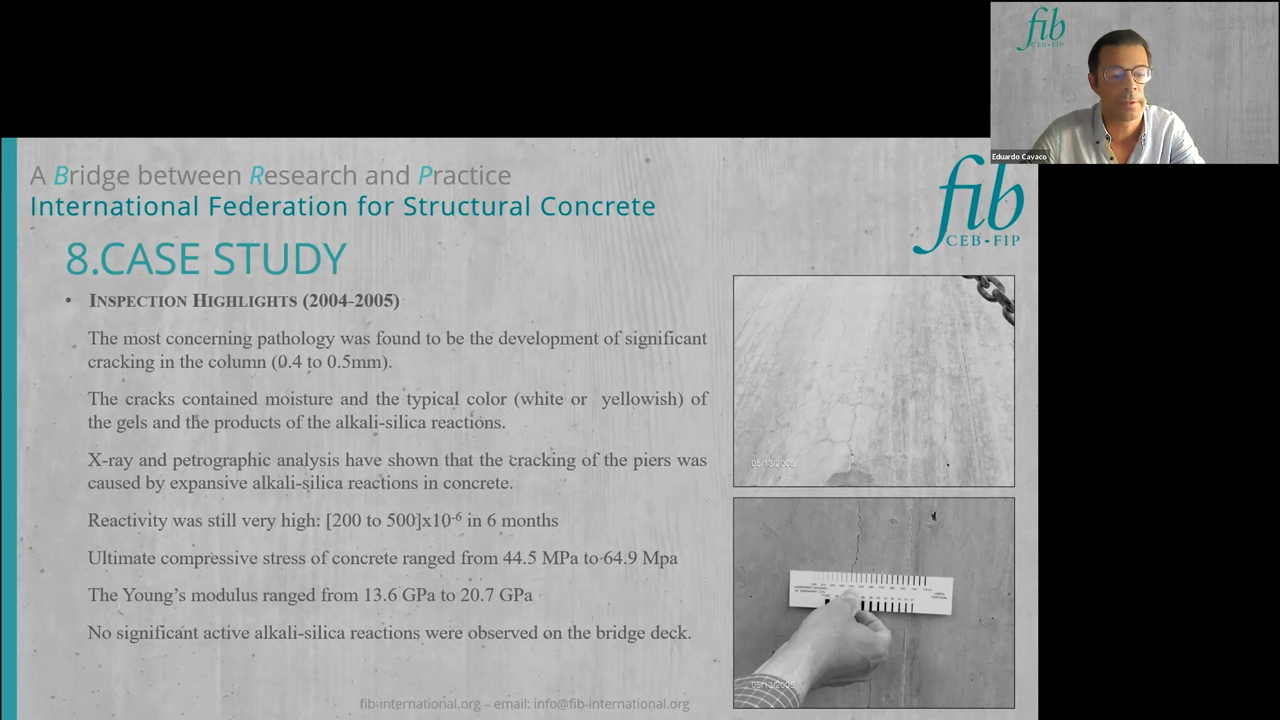 fib
CEB-FIP
Eduardo Cavaco
A Bridge between Research and Practice
International Federation for Structural Concrete
fib
CEB-FIP
8.CASE STUDY
• INSPECTION HIGHLIGHTS (2004-2005)
The most concerning pathology was found to be the development of significant
cracking in the column (0.4 to 0.5mm).
The cracks contained moisture and the typical color (white or yellowish) of
the gels and the products of the alkali-silica reactions.
X-ray and petrographic analysis have shown that the cracking of the piers was
caused by expansive alkali-silica reactions in concrete.
Reactivity was still very high: [200 to 500]x10-6 in 6 months
Ultimate compressive stress of concrete ranged from 44.5 MPa to 64.9 Mpa
The Young's modulus ranged from 13.6 GPa to 20.7 GPa
No significant active alkali-silica reactions were observed on the bridge deck.
05/13/2005
05/13/2005
fib-international.org – email: info@fib-international.org